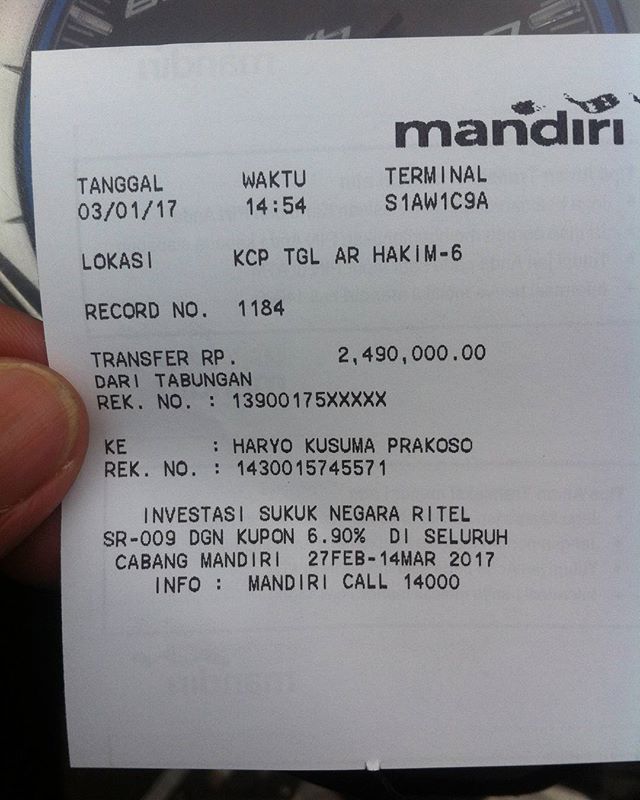 mandiri
TANGGAL WAKTU TERMINAL
03/01/17 14:54 S1AW1C9A
LOKASI KCP TGL AR HAKIM-6
RECORD NO. 1184
TRANSFER RP. 2,490,000.00
DARI TABUNGAN
REK. NO. : 13900175XXXXX
KE : HARYO KUSUMA PRAKOSO
REK. NO. : 1430015745571
INVESTASI SUKUK NEGARA RITEL
SR-009 DGN KUPON 6.90% DI SELURUH
CABANG MANDIRI 27FEB-14MAR 2017
INFO : MANDIRI CALL 14000